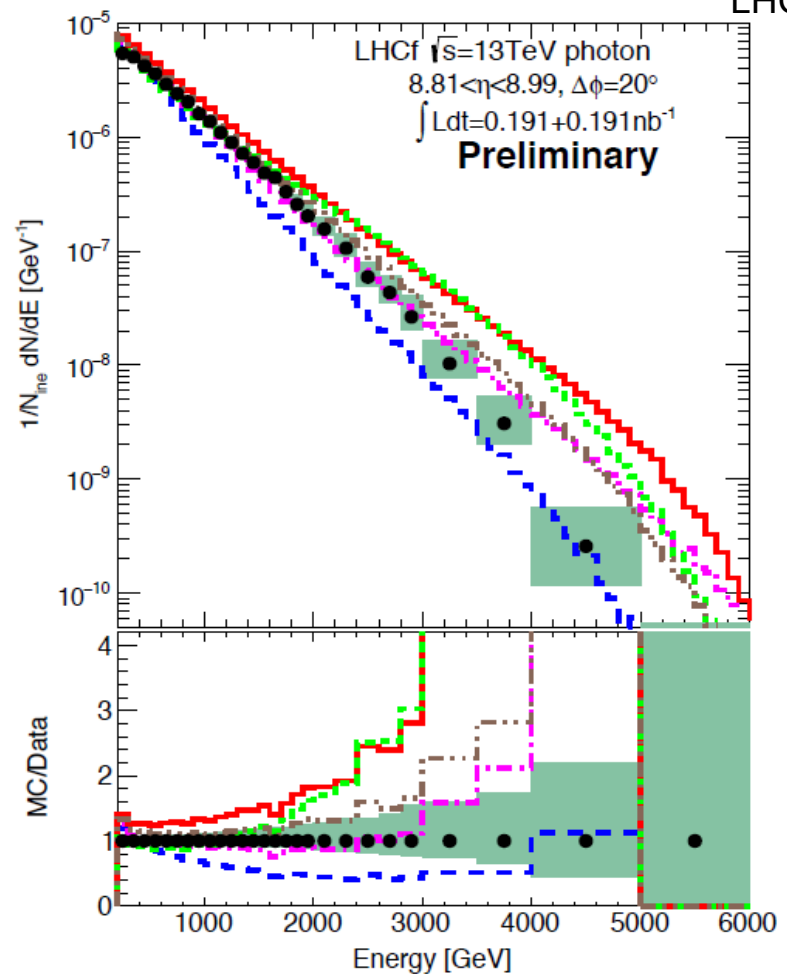 LHC
LHCf √s=13TeV photon
8.81<η<8.99, Δϕ=20°
∫Ldt=0.191+0.191nb⁻¹
Preliminary
1/N_ine dN/dE [GeV⁻¹]
10⁻⁵
10⁻⁶
10⁻⁷
10⁻⁸
10⁻⁹
10⁻¹⁰
MC/Data
4
3
2
1
0
1000 2000 3000 4000 5000 6000
Energy [GeV]